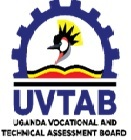 UVTAB
UGANDA VOCATIONAL AND
TECHNICAL ASSESSMENT BOARD